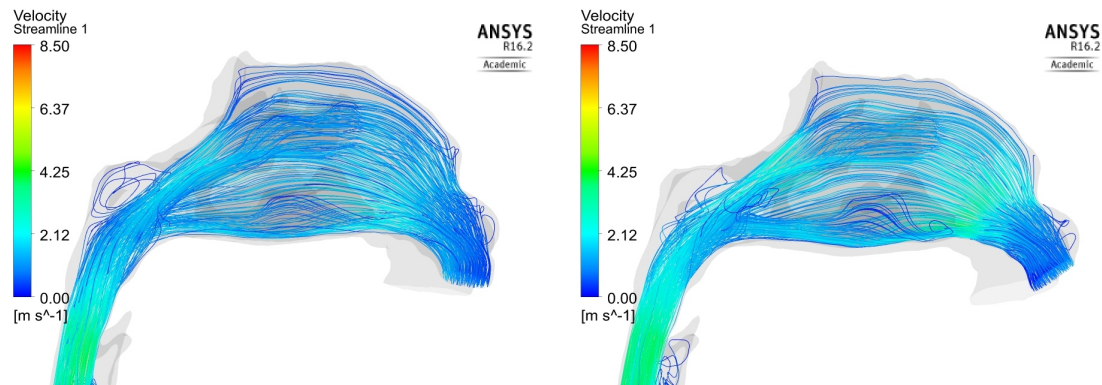 Velocity
Streamline 1
8.50
6.37
4.25
2.12
0.00
[m s^-1]
ANSYS
R16.2
Academic
Velocity
Streamline 1
8.50
6.37
4.25
2.12
0.00
[m s^-1]
ANSYS
R16.2
Academic